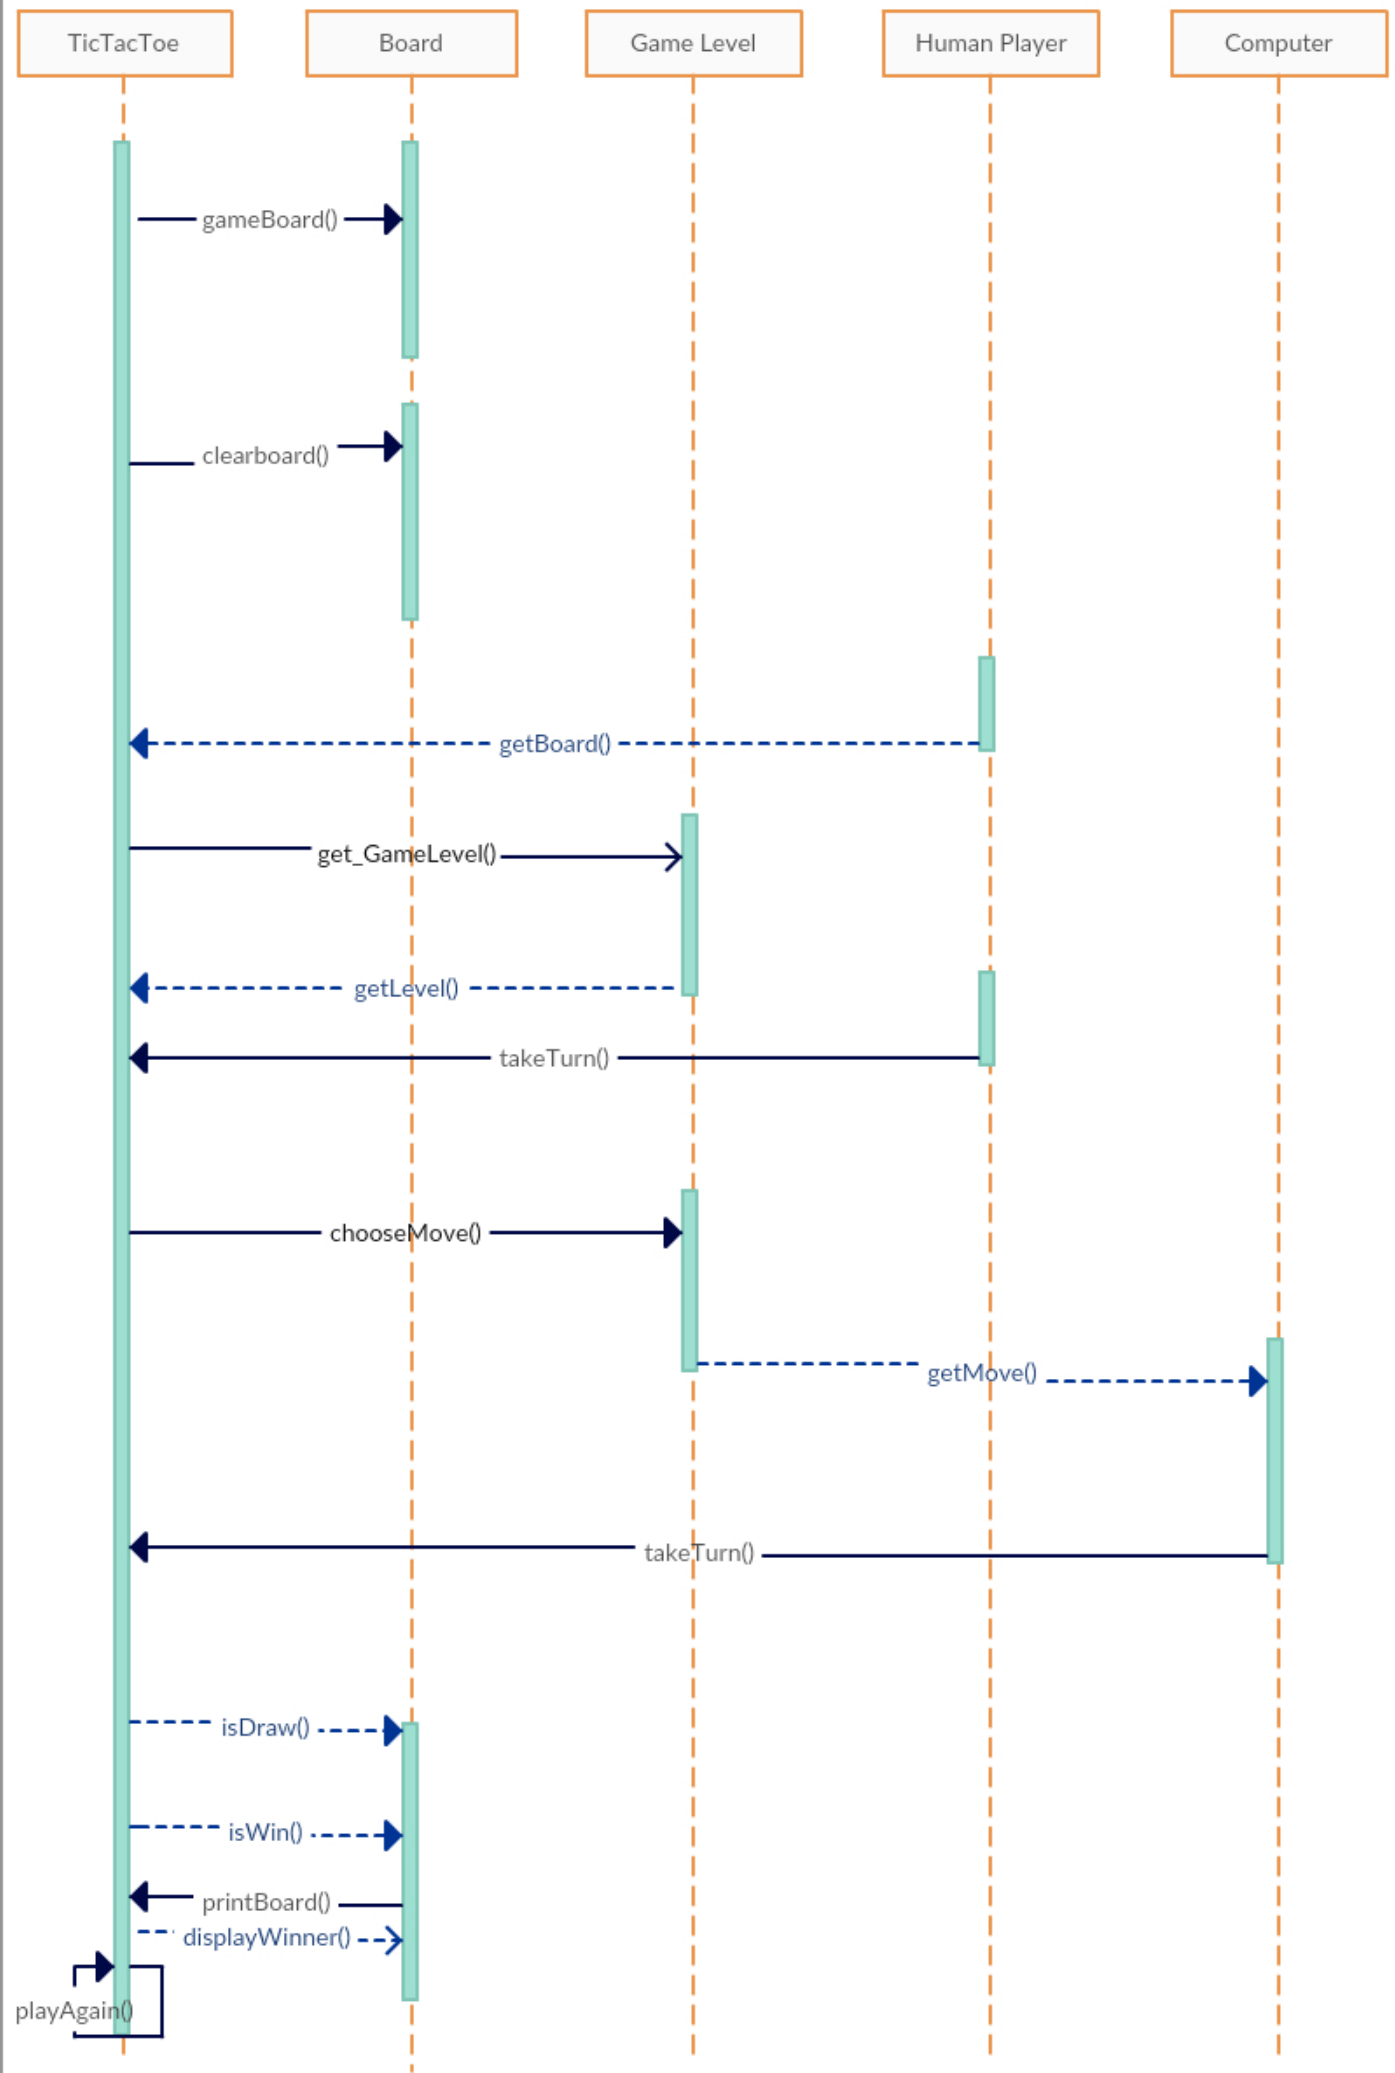 TicTacToe
Board
Game Level
Human Player
Computer
gameBoard()
clearboard()
getBoard()
get_GameLevel()
getLevel()
takeTurn()
chooseMove()
getMove()
takeTurn()
isDraw()
isWin()
printBoard()
displayWinner()
playAgain()